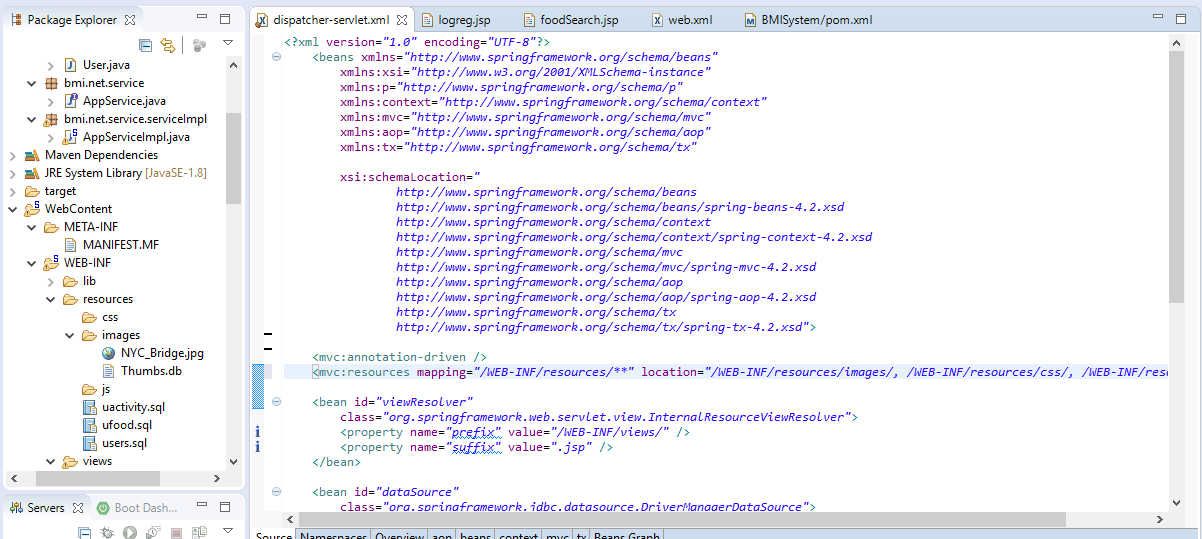 Package Explorer
User.java
bmi.net.service
AppService.java
bmi.net.service.serviceImpl
AppServiceImpl.java
Maven Dependencies
JRE System Library [JavaSE-1.8]
target
WebContent
META-INF
MANIFEST.MF
WEB-INF
lib
resources
css
images
NYC_Bridge.jpg
Thumbs.db
js
uactivity.sql
ufood.sql
users.sql
views
Servers Boot Dash...
dispatcher-servlet.xml logreg.jsp foodSearch.jsp web.xml BMISystem/pom.xml
<?xml version="1.0" encoding="UTF-8"?>
<beans xmlns="http://www.springframework.org/schema/beans"
xmlns:xsi="http://www.w3.org/2001/XMLSchema-instance"
xmlns:p="http://www.springframework.org/schema/p"
xmlns:context="http://www.springframework.org/schema/context"
xmlns:mvc="http://www.springframework.org/schema/mvc"
xmlns:aop="http://www.springframework.org/schema/aop"
xmlns:tx="http://www.springframework.org/schema/tx"
xsi:schemaLocation="
http://www.springframework.org/schema/beans
http://www.springframework.org/schema/beans/spring-beans-4.2.xsd
http://www.springframework.org/schema/context
http://www.springframework.org/schema/context/spring-context-4.2.xsd
http://www.springframework.org/schema/mvc
http://www.springframework.org/schema/mvc/spring-mvc-4.2.xsd
http://www.springframework.org/schema/aop
http://www.springframework.org/schema/aop/spring-aop-4.2.xsd
http://www.springframework.org/schema/tx
http://www.springframework.org/schema/tx/spring-tx-4.2.xsd">
<mvc:annotation-driven />
<mvc:resources mapping="/WEB-INF/resources/**" location="/WEB-INF/resources/images/, /WEB-INF/resources/css/, /WEB-INF/reso
<bean id="viewResolver"
class="org.springframework.web.servlet.view.InternalResourceViewResolver">
<property name="prefix" value="/WEB-INF/views/" />
<property name="suffix" value=".jsp" />
</bean>
<bean id="dataSource"
class="org.springframework.jdbc.datasource.DriverManagerDataSource">
Source Namespaces Overview aop beans context mvc tx Beans Graph